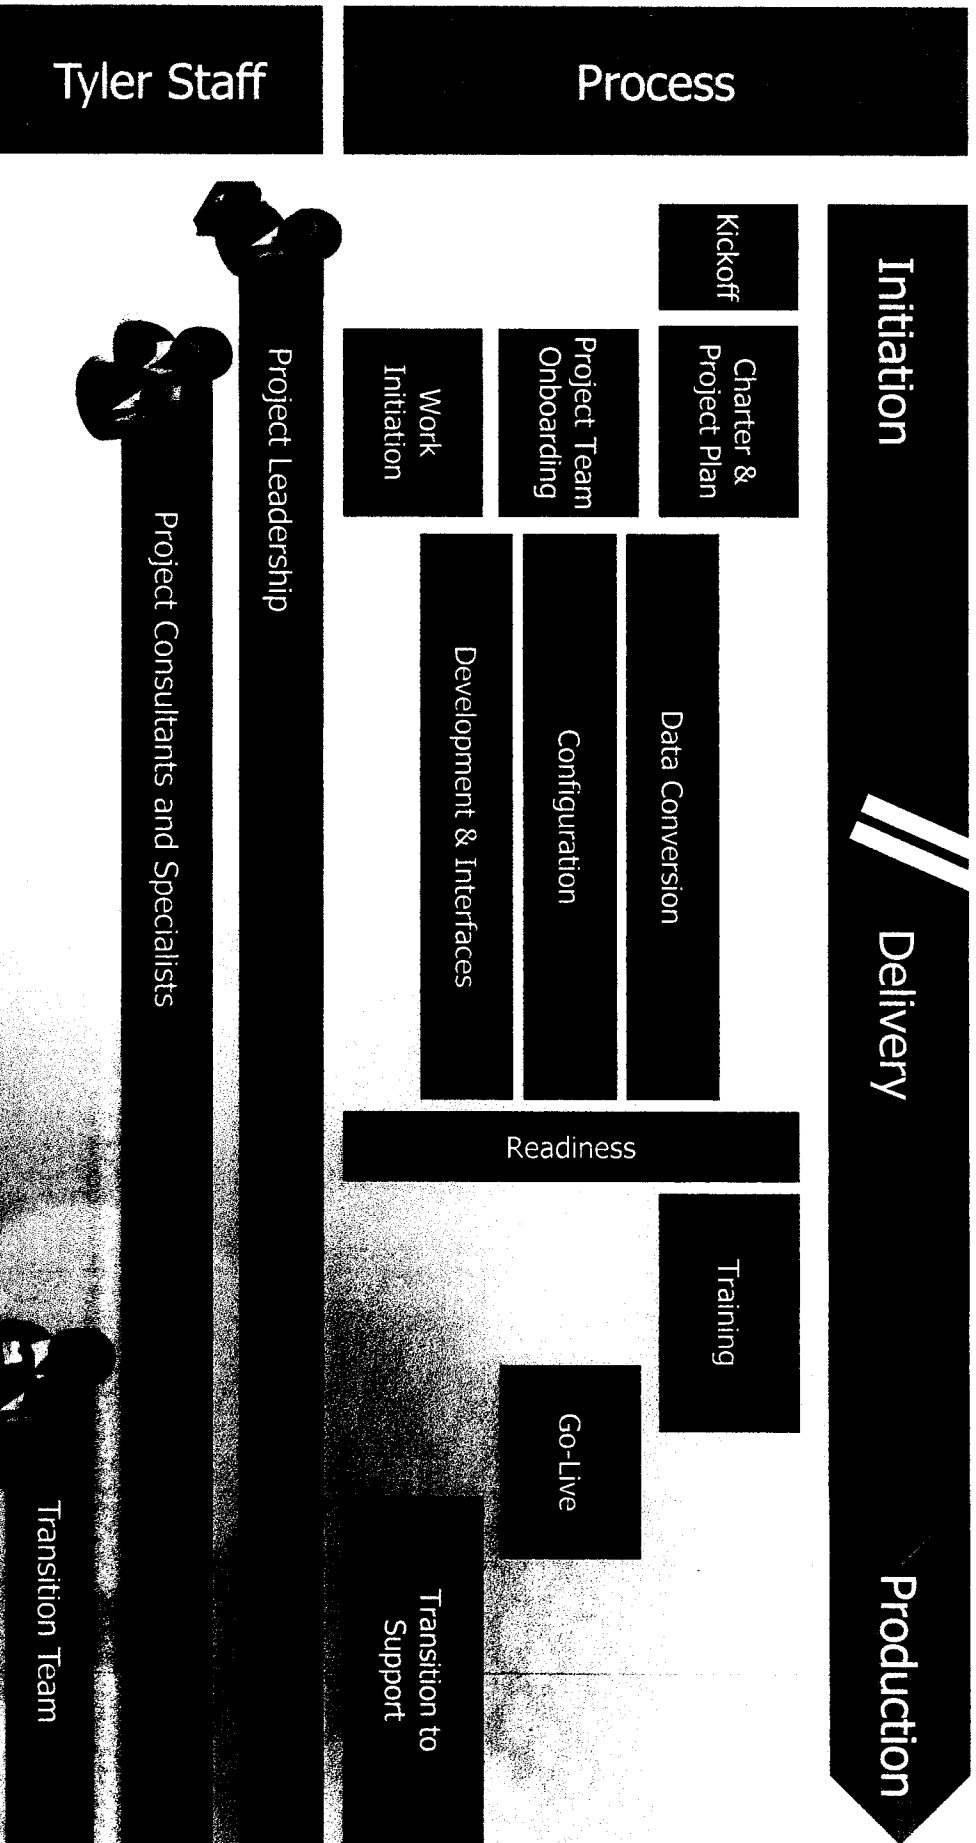 Process
Initiation
Delivery
Production
Kickoff
Charter &
Project Plan
Project Team
Onboarding
Work
Initiation
Data Conversion
Configuration
Development & Interfaces
Readiness
Training
Go-Live
Transition to
Support
Tyler Staff
Project Leadership
Project Consultants and Specialists
Transition Team